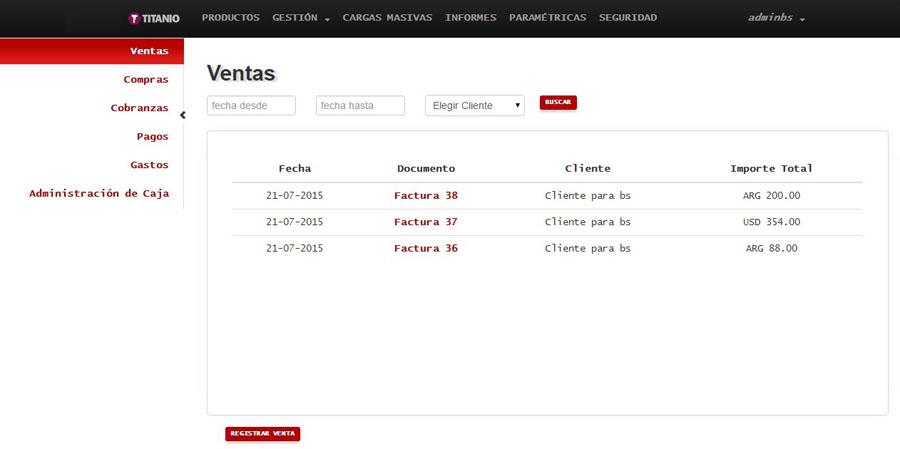 TITANIO PRODUCTOS GESTIÓN CARGAS MASIVAS INFORMES PARAMÉTRICAS SEGURIDAD adminbs
Ventas
Compras
Cobranzas
Pagos
Gastos
Administración de Caja
Ventas
fecha desde fecha hasta Elegir Cliente BUSCAR
Fecha Documento Cliente Importe Total
21-07-2015 Factura 38 Cliente para bs ARG 200.00
21-07-2015 Factura 37 Cliente para bs USD 354.00
21-07-2015 Factura 36 Cliente para bs ARG 88.00
REGISTRAR VENTA